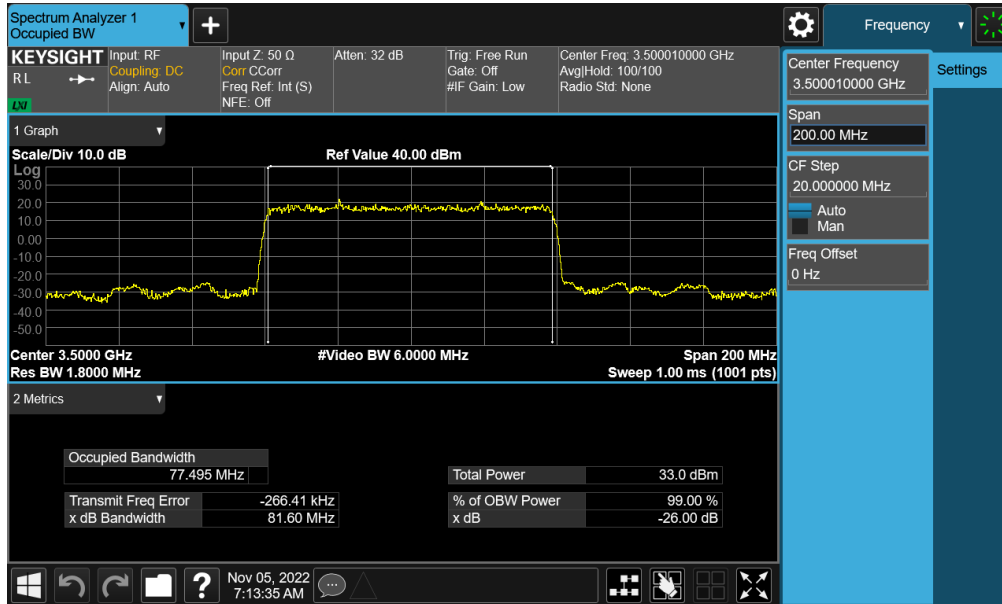 Spectrum Analyzer 1
Occupied BW
Frequency
KEYSIGHT
R L
LXI
Input: RF
Coupling: DC
Align: Auto
Input Z: 50 Ω
Corr CCorr
Freq Ref: Int (S)
NFE: Off
Atten: 32 dB
Trig: Free Run
Gate: Off
#IF Gain: Low
Center Freq: 3.500010000 GHz
Avg|Hold: 100/100
Radio Std: None
Center Frequency
3.500010000 GHz
Settings
Span
200.00 MHz
CF Step
20.000000 MHz
Auto
Man
Freq Offset
0 Hz
1 Graph
Scale/Div 10.0 dB
Ref Value 40.00 dBm
Log
30.0
20.0
10.0
0.00
-10.0
-20.0
-30.0
-40.0
-50.0
Center 3.5000 GHz
#Video BW 6.0000 MHz
Span 200 MHz
Res BW 1.8000 MHz
Sweep 1.00 ms (1001 pts)
2 Metrics
Occupied Bandwidth
77.495 MHz
Total Power 33.0 dBm
Transmit Freq Error -266.41 kHz
% of OBW Power 99.00 %
x dB Bandwidth 81.60 MHz
x dB -26.00 dB
?
Nov 05, 2022
7:13:35 AM